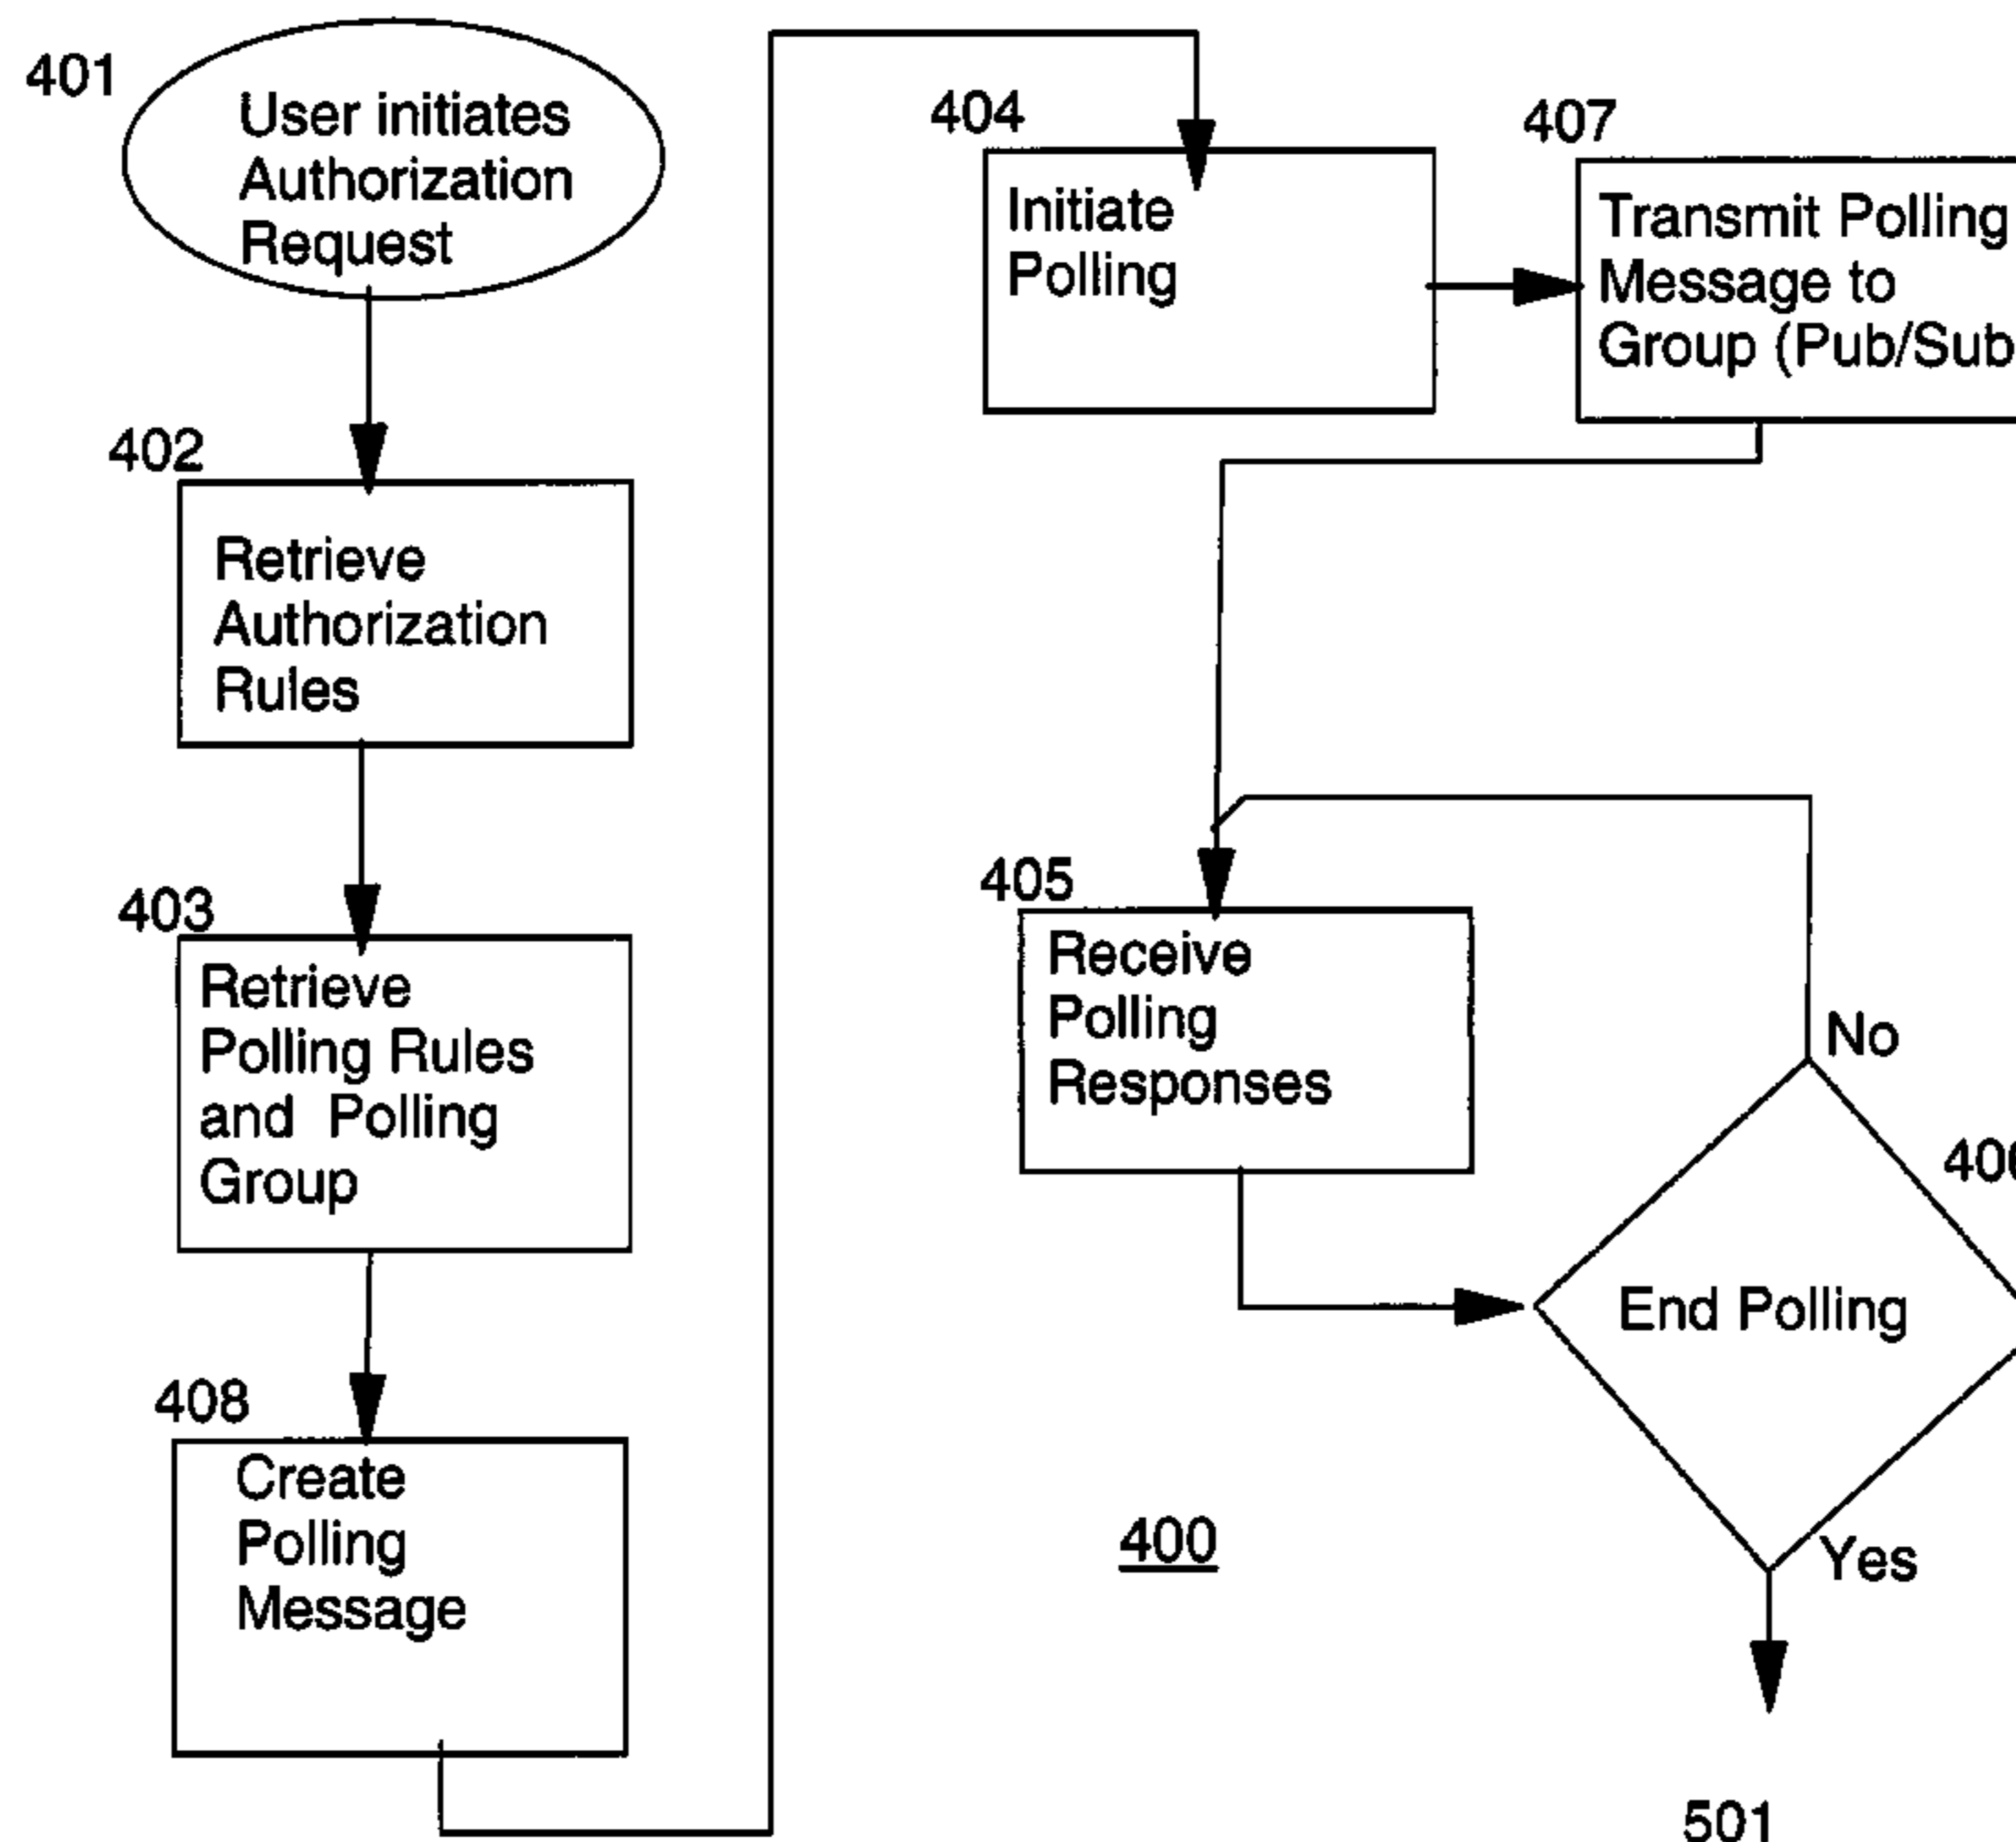 401
User initiates
Authorization
Request
402
Retrieve
Authorization
Rules
403
Retrieve
Polling Rules
and Polling
Group
408
Create
Polling
Message
404
Initiate
Polling
407
Transmit Polling
Message to
Group (Pub/Sub
405
Receive
Polling
Responses
No
End Polling
Yes
400
501